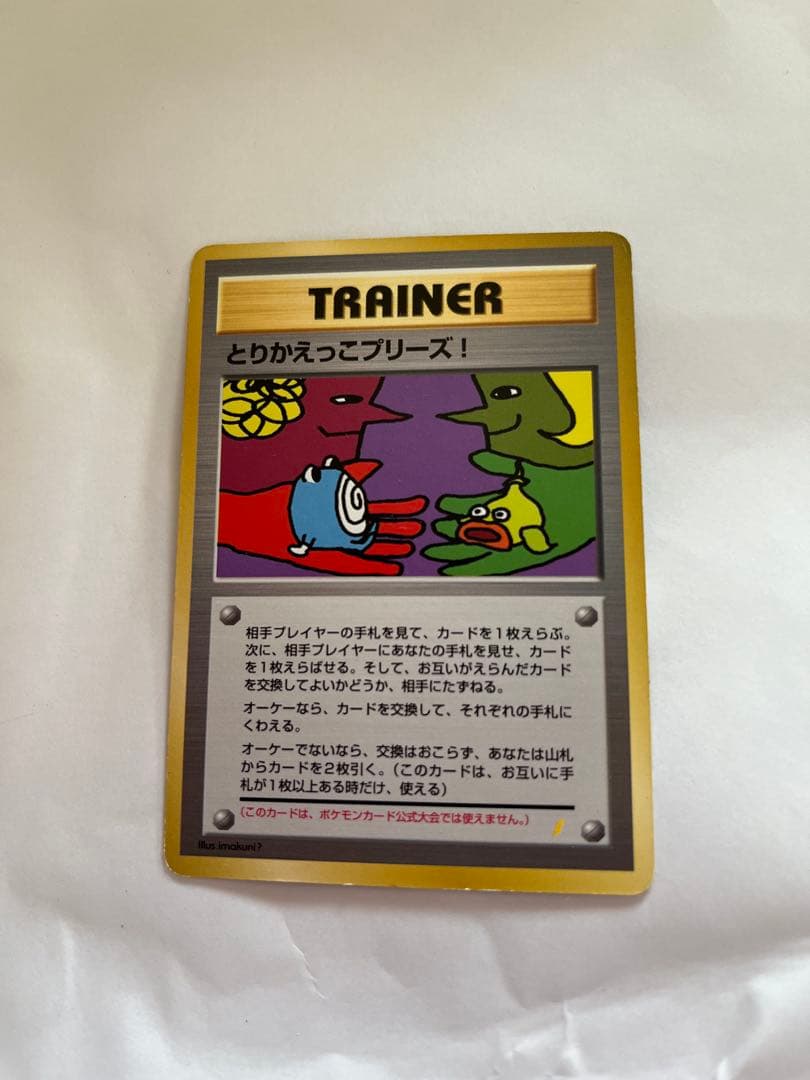 TRAINER
とりかえっこプリーズ!
相手プレイヤーの手札を見て、カードを1枚えらぶ。
次に、相手プレイヤーにあなたの手札を見せ、カード
を1枚えらばせる。そして、お互いがえらんだカード
を交換してよいかどうか、相手にたずねる。
オーケーなら、カードを交換して、それぞれの手札に
くわえる。
オーケーでないなら、交換はおこらず、あなたは山札
からカードを2枚引く。(このカードは、お互いに手
札が1枚以上ある時だけ、使える)
(このカードは、ポケモンカード公式大会では使えません。)
Illus.imakuni?